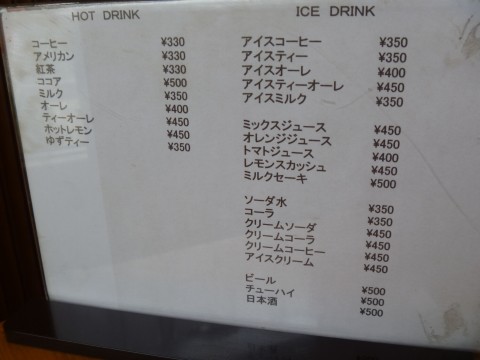 HOT DRINK
コーヒー ¥330
アメリカン ¥330
紅茶 ¥330
ココア ¥500
ミルク ¥350
オーレ ¥400
ティーオーレ ¥450
ホットレモン ¥450
ゆずティー ¥350
ICE DRINK
アイスコーヒー ¥350
アイスティー ¥350
アイスオーレ ¥400
アイスティーオーレ ¥450
アイスミルク ¥350
ミックスジュース ¥450
オレンジジュース ¥450
トマトジュース ¥400
レモンスカッシュ ¥450
ミルクセーキ ¥500
ソーダ水 ¥350
コーラ ¥350
クリームソーダ ¥450
クリームコーラ ¥450
クリームコーヒー ¥450
アイスクリーム ¥450
ビール ¥500
チューハイ ¥500
日本酒 ¥500